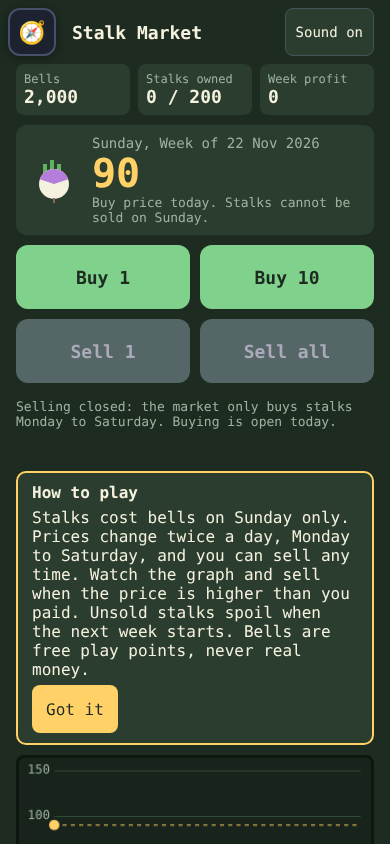 Stalk Market
Sound on
Bells
2,000
Stalks owned
0 / 200
Week profit
0
Sunday, Week of 22 Nov 2026
90
Buy price today. Stalks cannot be
sold on Sunday.
Buy 1
Buy 10
Sell 1
Sell all
Selling closed: the market only buys stalks
Monday to Saturday. Buying is open today.
How to play
Stalks cost bells on Sunday only.
Prices change twice a day, Monday
to Saturday, and you can sell any
time. Watch the graph and sell
when the price is higher than you
paid. Unsold stalks spoil when
the next week starts. Bells are
free play points, never real
money.
Got it
150
100